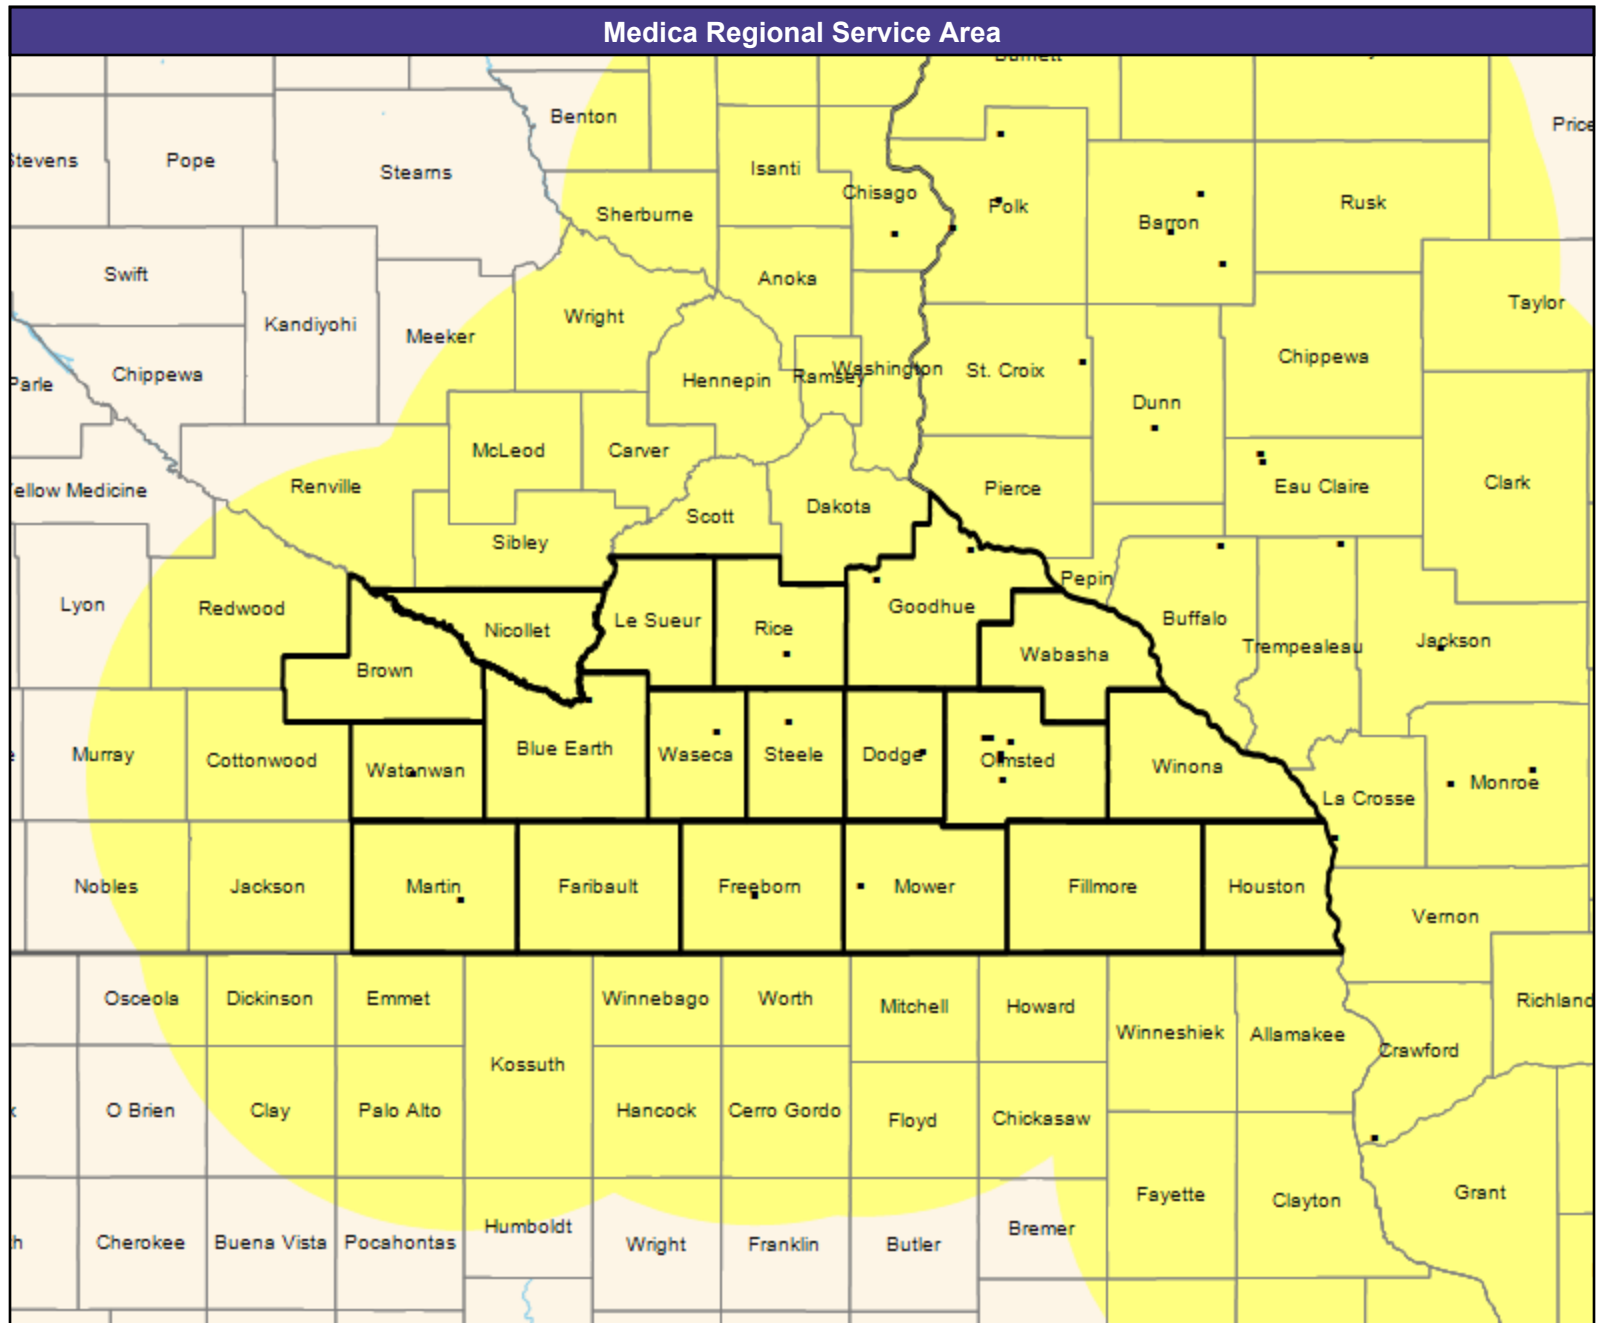 Medica Regional Service Area
Burnett
Benton
Price
Stevens
Pope
Stearns
Isanti
Chisago
Polk
Barron
Rusk
Sherburne
Swift
Anoka
Taylor
Kandiyohi
Wright
Meeker
Chippewa
Parle
Chippewa
Hennepin
Ramsey
Washington
St. Croix
Dunn
McLeod
Carver
Renville
Yellow Medicine
Pierce
Eau Claire
Clark
Scott
Dakota
Sibley
Pepin
Lyon
Redwood
Nicollet
Le Sueur
Rice
Goodhue
Buffalo
Trempealeau
Jackson
Brown
Wabasha
Murray
Cottonwood
Watonwan
Blue Earth
Waseca
Steele
Dodge
Olmsted
Winona
La Crosse
Monroe
Nobles
Jackson
Martin
Faribault
Freeborn
Mower
Fillmore
Houston
Vernon
Osceola
Dickinson
Emmet
Winnebago
Worth
Mitchell
Howard
Richland
Winneshiek
Allamakee
Crawford
Kossuth
O Brien
Clay
Palo Alto
Hancock
Cerro Gordo
Floyd
Chickasaw
Fayette
Clayton
Grant
Cherokee
Buena Vista
Pocahontas
Humboldt
Wright
Franklin
Butler
Bremer